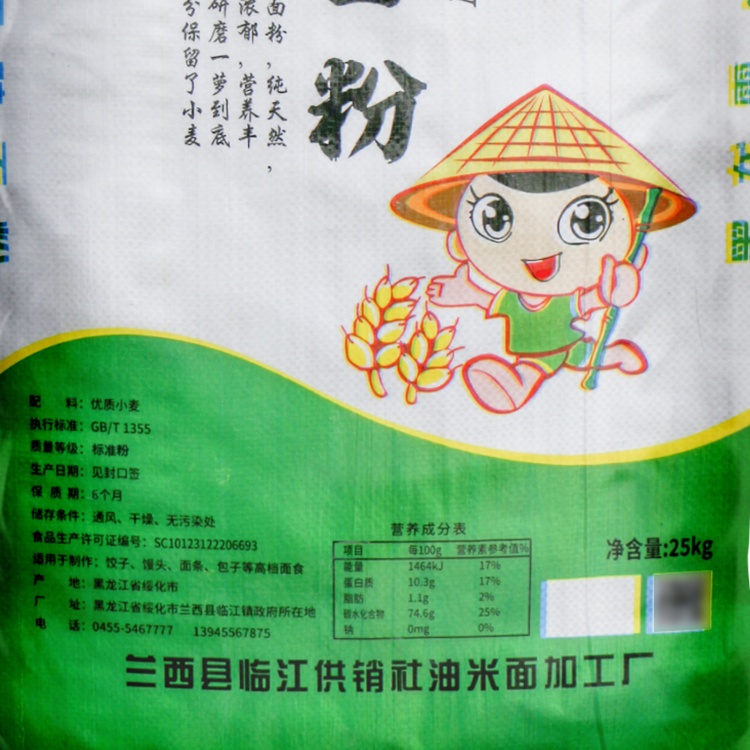 面粉，纯天然，
浓郁，营养丰
研磨一萝到底
分保留了小麦
粉
配　　料：优质小麦
执行标准：GB/T 1355
质量等级：标准粉
生产日期：见封口签
保 质 期：6个月
储存条件：通风、干燥、无污染处
食品生产许可证编号：SC10123122206693
适用于制作：饺子、馒头、面条、包子等高档面食
产　　地：黑龙江省绥化市
厂　　址：黑龙江省绥化市兰西县临江镇政府所在地
电　　话：0455-5467777　13945567875
营养成分表
项目 每100g 营养素参考值%
能量 1464kJ 17%
蛋白质 10.3g 17%
脂肪 1.1g 2%
碳水化合物 74.6g 25%
钠 0mg 0%
净含量:25kg
兰西县临江供销社油米面加工厂